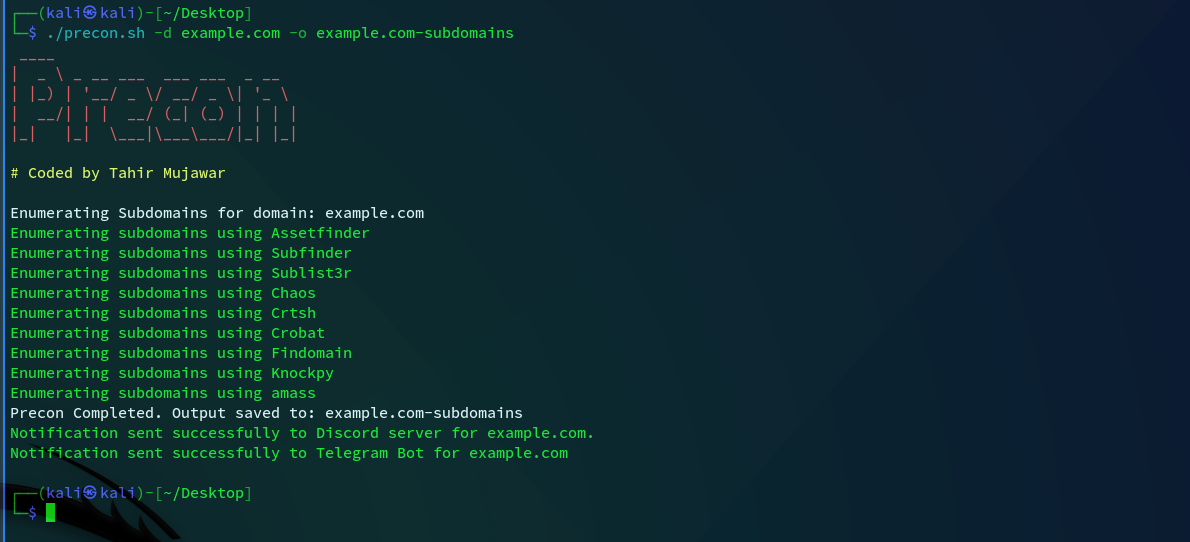 ┌──(kali㉿kali)-[~/Desktop]
└─$ ./precon.sh -d example.com -o example.com-subdomains
 ____
|  _ \ _ __ ___  ___ ___  _ __
| |_) | '__/ _ \/ __/ _ \| '_ \
|  __/| | |  __/ (_| (_) | | | |
|_|   |_|  \___|\___\___/|_| |_|
# Coded by Tahir Mujawar
Enumerating Subdomains for domain: example.com
Enumerating subdomains using Assetfinder
Enumerating subdomains using Subfinder
Enumerating subdomains using Sublist3r
Enumerating subdomains using Chaos
Enumerating subdomains using Crtsh
Enumerating subdomains using Crobat
Enumerating subdomains using Findomain
Enumerating subdomains using Knockpy
Enumerating subdomains using amass
Precon Completed. Output saved to: example.com-subdomains
Notification sent successfully to Discord server for example.com.
Notification sent successfully to Telegram Bot for example.com
┌──(kali㉿kali)-[~/Desktop]
└─$